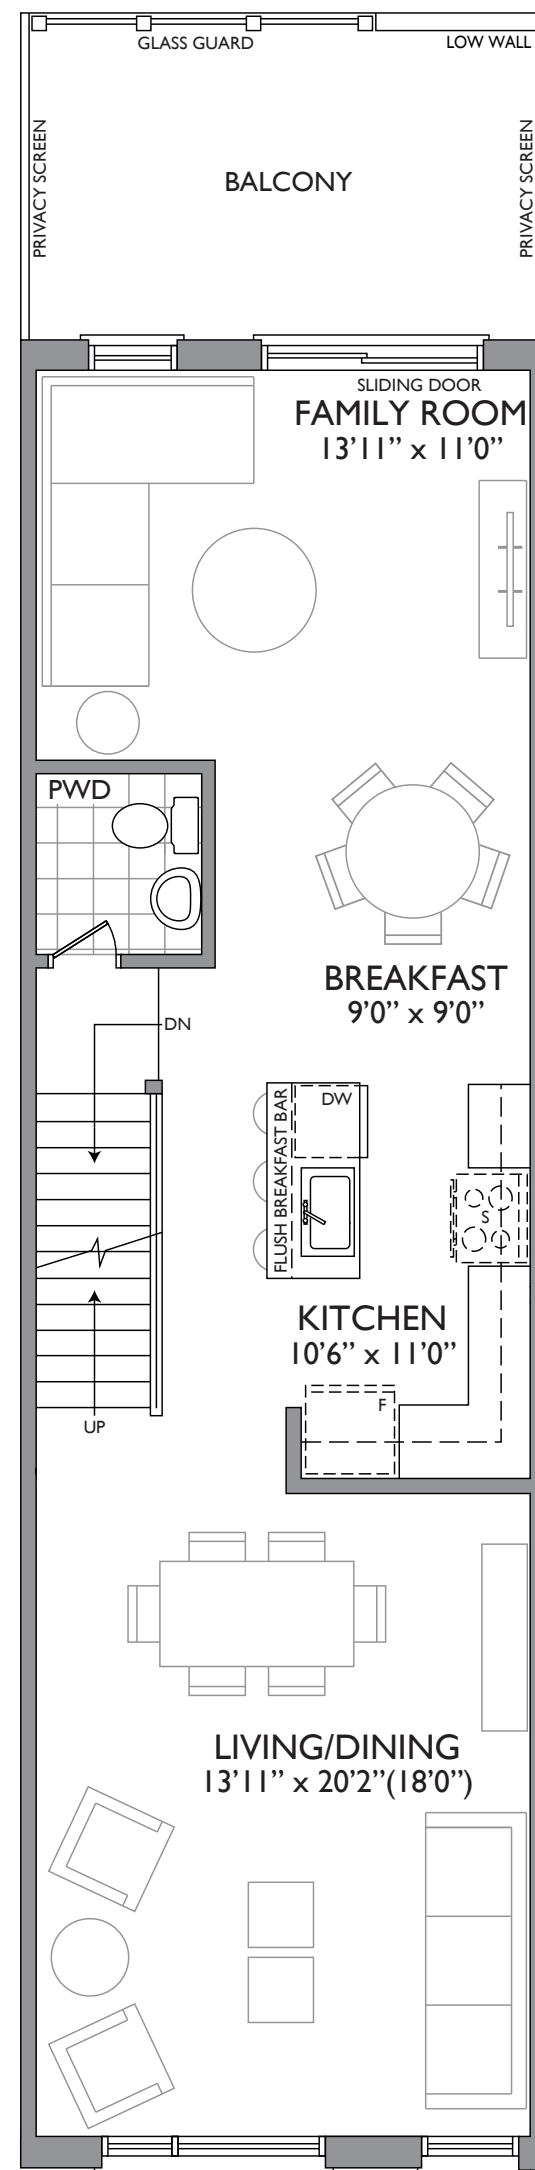 GLASS GUARD
LOW WALL
PRIVACY SCREEN
BALCONY
PRIVACY SCREEN
SLIDING DOOR
FAMILY ROOM
13’11” x 11’0”
PWD
BREAKFAST
9’0” x 9’0”
DN
FLUSH BREAKFAST BAR
DW
S
KITCHEN
10’6” x 11’0”
F
UP
LIVING/DINING
13’11” x 20’2”(18’0”)